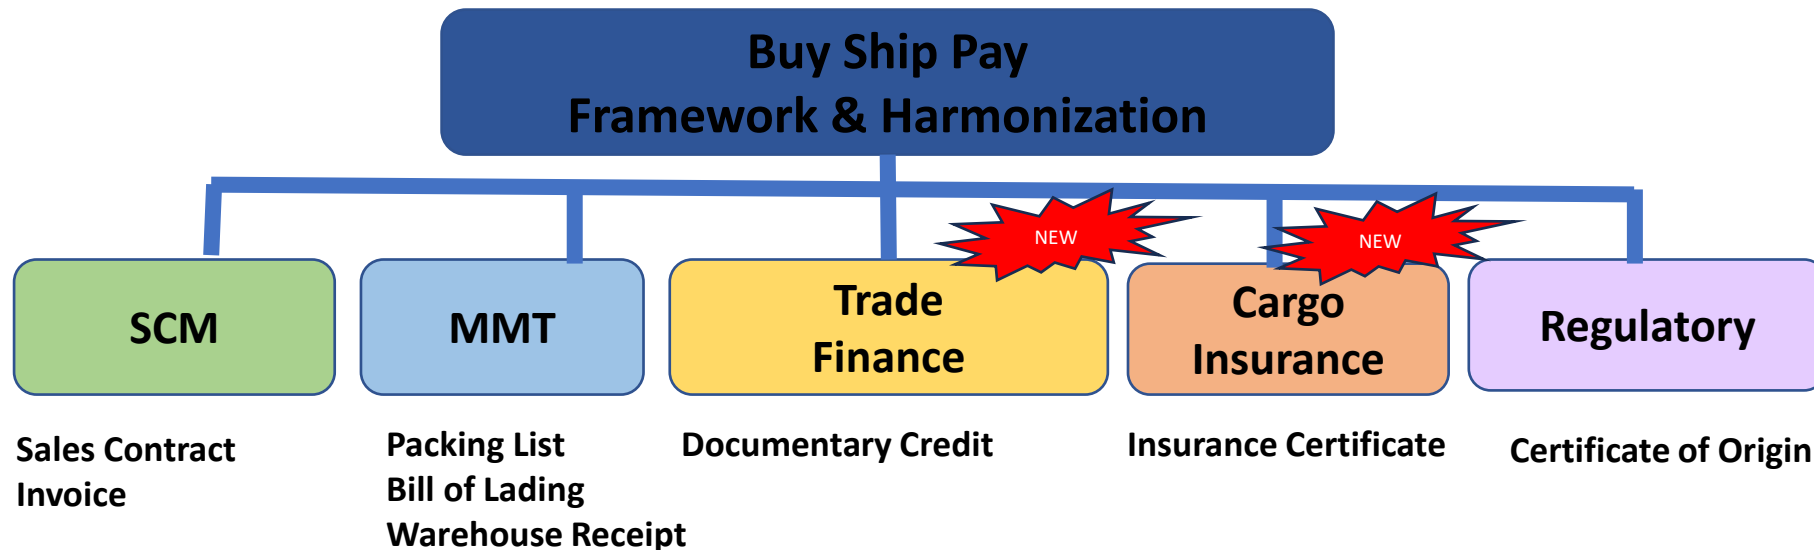 Buy Ship Pay
Framework & Harmonization
NEW
NEW
SCM
MMT
Trade
Finance
Cargo
Insurance
Regulatory
Sales Contract
Invoice
Packing List
Bill of Lading
Warehouse Receipt
Documentary Credit
Insurance Certificate
Certificate of Origin